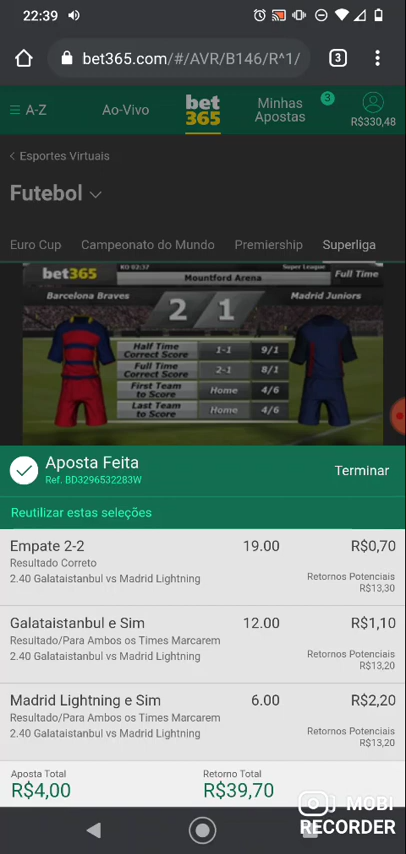 22:39
bet365.com/#/AVR/B146/R^1/
3
A-Z
Ao-Vivo
bet365
Minhas Apostas
3
R$330,48
< Esportes Virtuais
Futebol
Euro Cup
Campeonato do Mundo
Premiership
Superliga
bet365
KO 02:37
Super League
Full Time
Mountford Arena
Barcelona Braves
2
1
Madrid Juniors
Half Time Correct Score
1-1
9/1
Full Time Correct Score
2-1
8/1
First Team to Score
Home
4/6
Last Team to Score
Home
4/6
Aposta Feita
Ref. BD3296532283W
Terminar
Reutilizar estas seleções
Empate 2-2
19.00
R$0,70
Resultado Correto
2.40 Galataistanbul vs Madrid Lightning
Retornos Potenciais
R$13,30
Galataistanbul e Sim
12.00
R$1,10
Resultado/Para Ambos os Times Marcarem
2.40 Galataistanbul vs Madrid Lightning
Retornos Potenciais
R$13,20
Madrid Lightning e Sim
6.00
R$2,20
Resultado/Para Ambos os Times Marcarem
2.40 Galataistanbul vs Madrid Lightning
Retornos Potenciais
R$13,20
Aposta Total
R$4,00
Retorno Total
R$39,70
MOBI
RECORDER